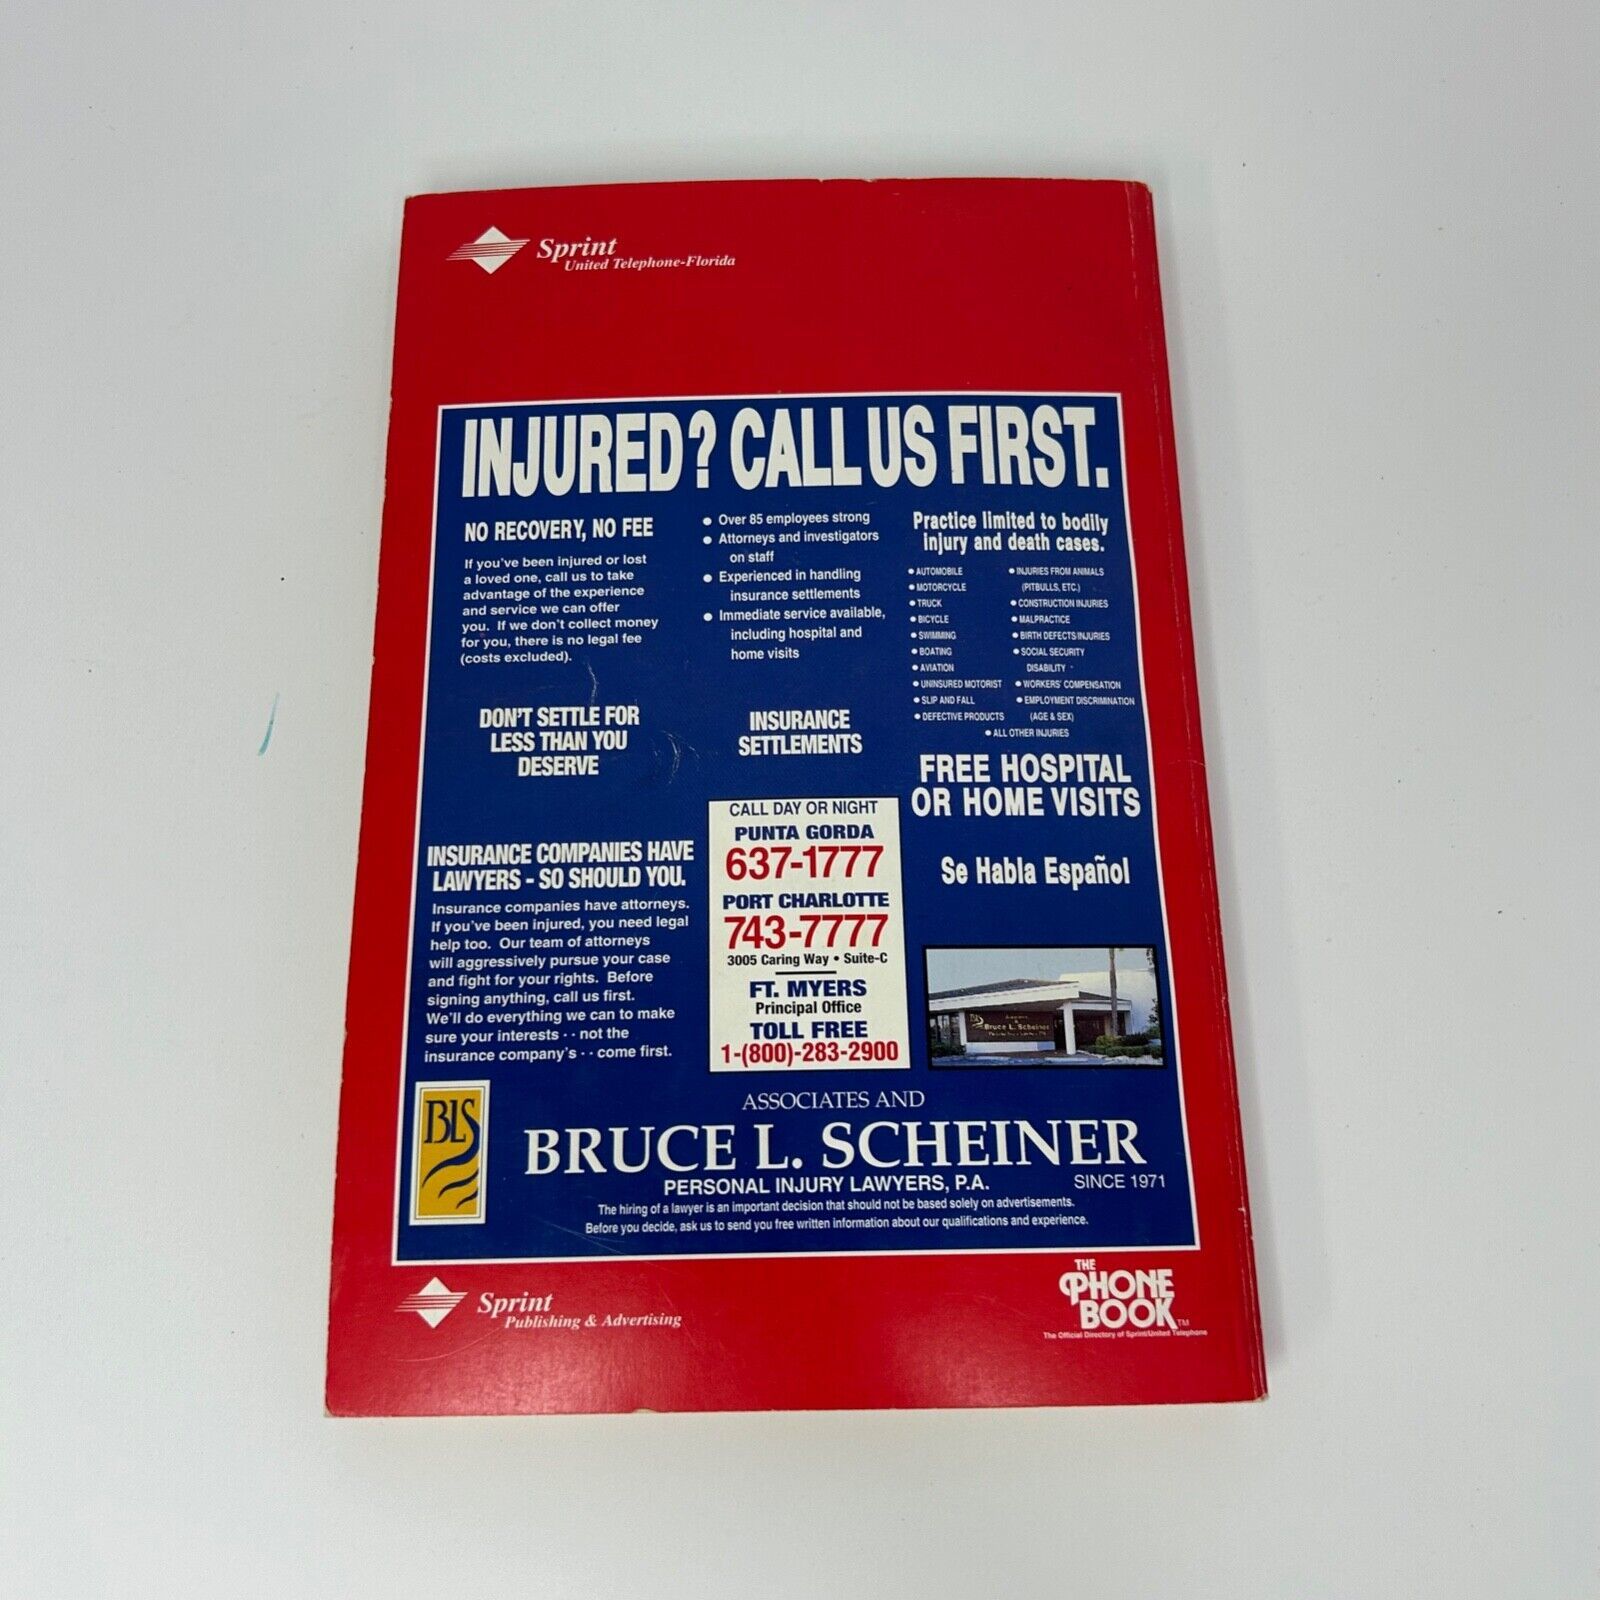 Sprint
United Telephone-Florida
INJURED? CALL US FIRST.
NO RECOVERY, NO FEE
If you've been injured or lost
a loved one, call us to take
advantage of the experience
and service we can offer
you. If we don't collect money
for you, there is no legal fee
(costs excluded).
DON'T SETTLE FOR
LESS THAN YOU
DESERVE
INSURANCE COMPANIES HAVE
LAWYERS - SO SHOULD YOU.
Insurance companies have attorneys.
If you've been injured, you need legal
help too. Our team of attorneys
will aggressively pursue your case
and fight for your rights. Before
signing anything, call us first.
We'll do everything we can to make
sure your interests - - not the
insurance company's - - come first.
• Over 85 employees strong
• Attorneys and investigators
on staff
• Experienced in handling
insurance settlements
• Immediate service available,
including hospital and
home visits
INSURANCE
SETTLEMENTS
CALL DAY OR NIGHT
PUNTA GORDA
637-1777
PORT CHARLOTTE
743-7777
3005 Caring Way • Suite-C
FT. MYERS
Principal Office
TOLL FREE
1-(800)-283-2900
Practice limited to bodily
injury and death cases.
• AUTOMOBILE
• MOTORCYCLE
• TRUCK
• BICYCLE
• SWIMMING
• BOATING
• AVIATION
• UNINSURED MOTORIST
• SLIP AND FALL
• DEFECTIVE PRODUCTS
• INJURIES FROM ANIMALS
(PITBULLS, ETC.)
• CONSTRUCTION INJURIES
• MALPRACTICE
• BIRTH DEFECTS/INJURIES
• SOCIAL SECURITY
DISABILITY
• WORKERS' COMPENSATION
• EMPLOYMENT DISCRIMINATION
(AGE & SEX)
• ALL OTHER INJURIES
FREE HOSPITAL
OR HOME VISITS
Se Habla Español
Bruce L. Scheiner
BLS
ASSOCIATES AND
BRUCE L. SCHEINER
PERSONAL INJURY LAWYERS, P.A.
SINCE 1971
The hiring of a lawyer is an important decision that should not be based solely on advertisements.
Before you decide, ask us to send you free written information about our qualifications and experience.
Sprint
Publishing & Advertising
THE
PHONE
BOOK™
The Official Directory of Sprint/United Telephone